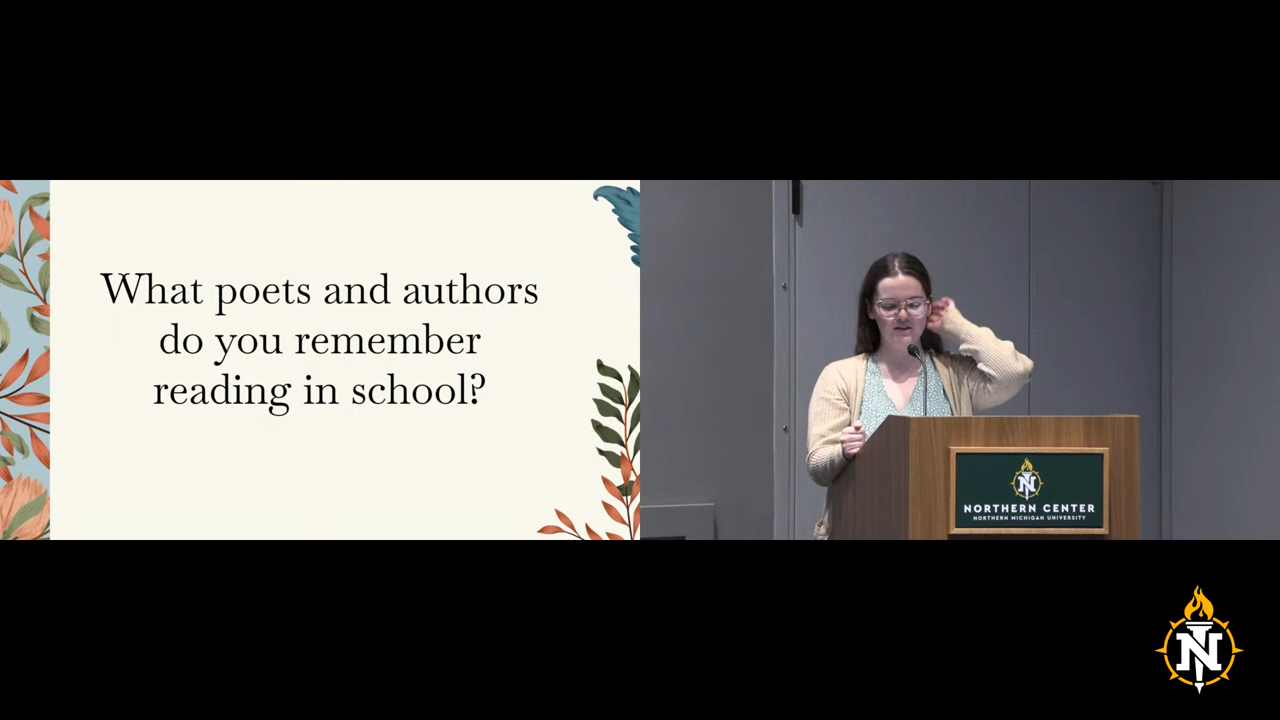 What poets and authors
do you remember
reading in school?
N
NORTHERN CENTER
NORTHERN MICHIGAN UNIVERSITY
N